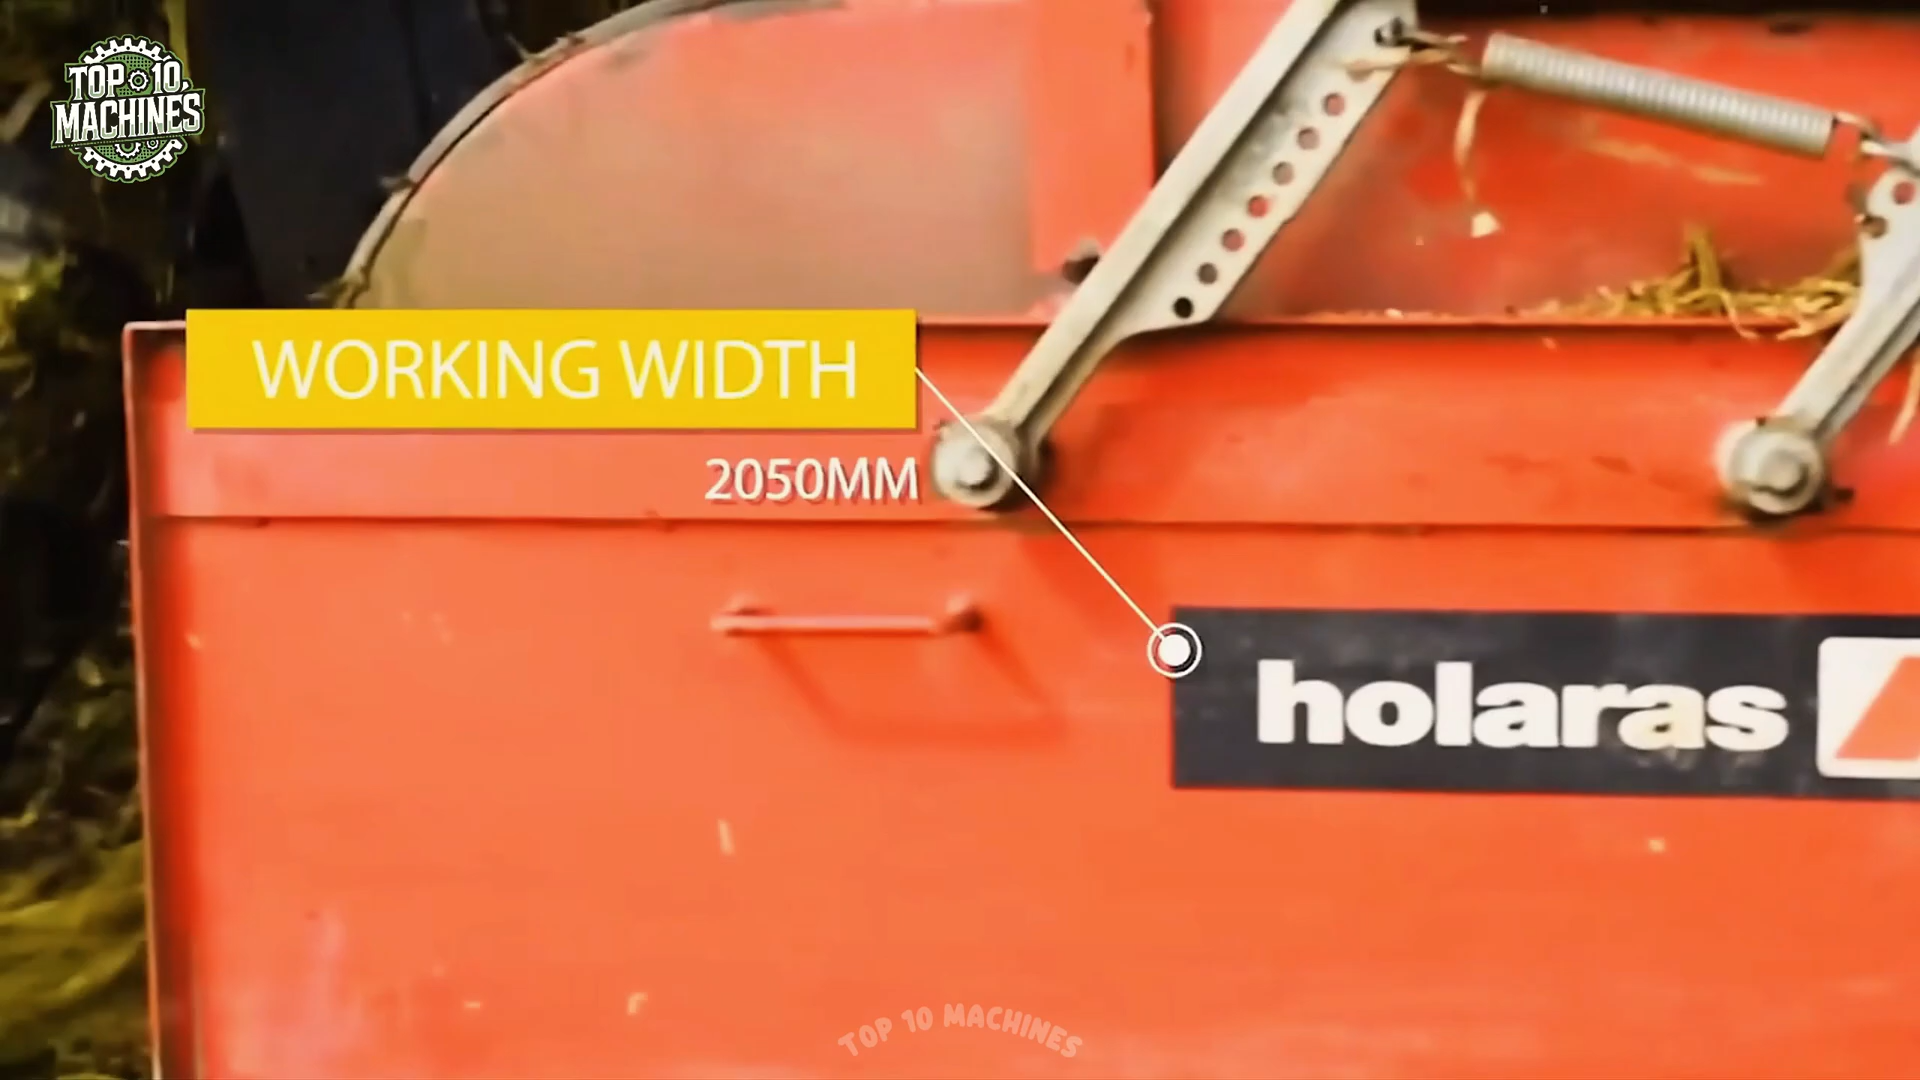 TOP 10
MACHINES
WORKING WIDTH
2050MM
holaras
TOP 10 MACHINES